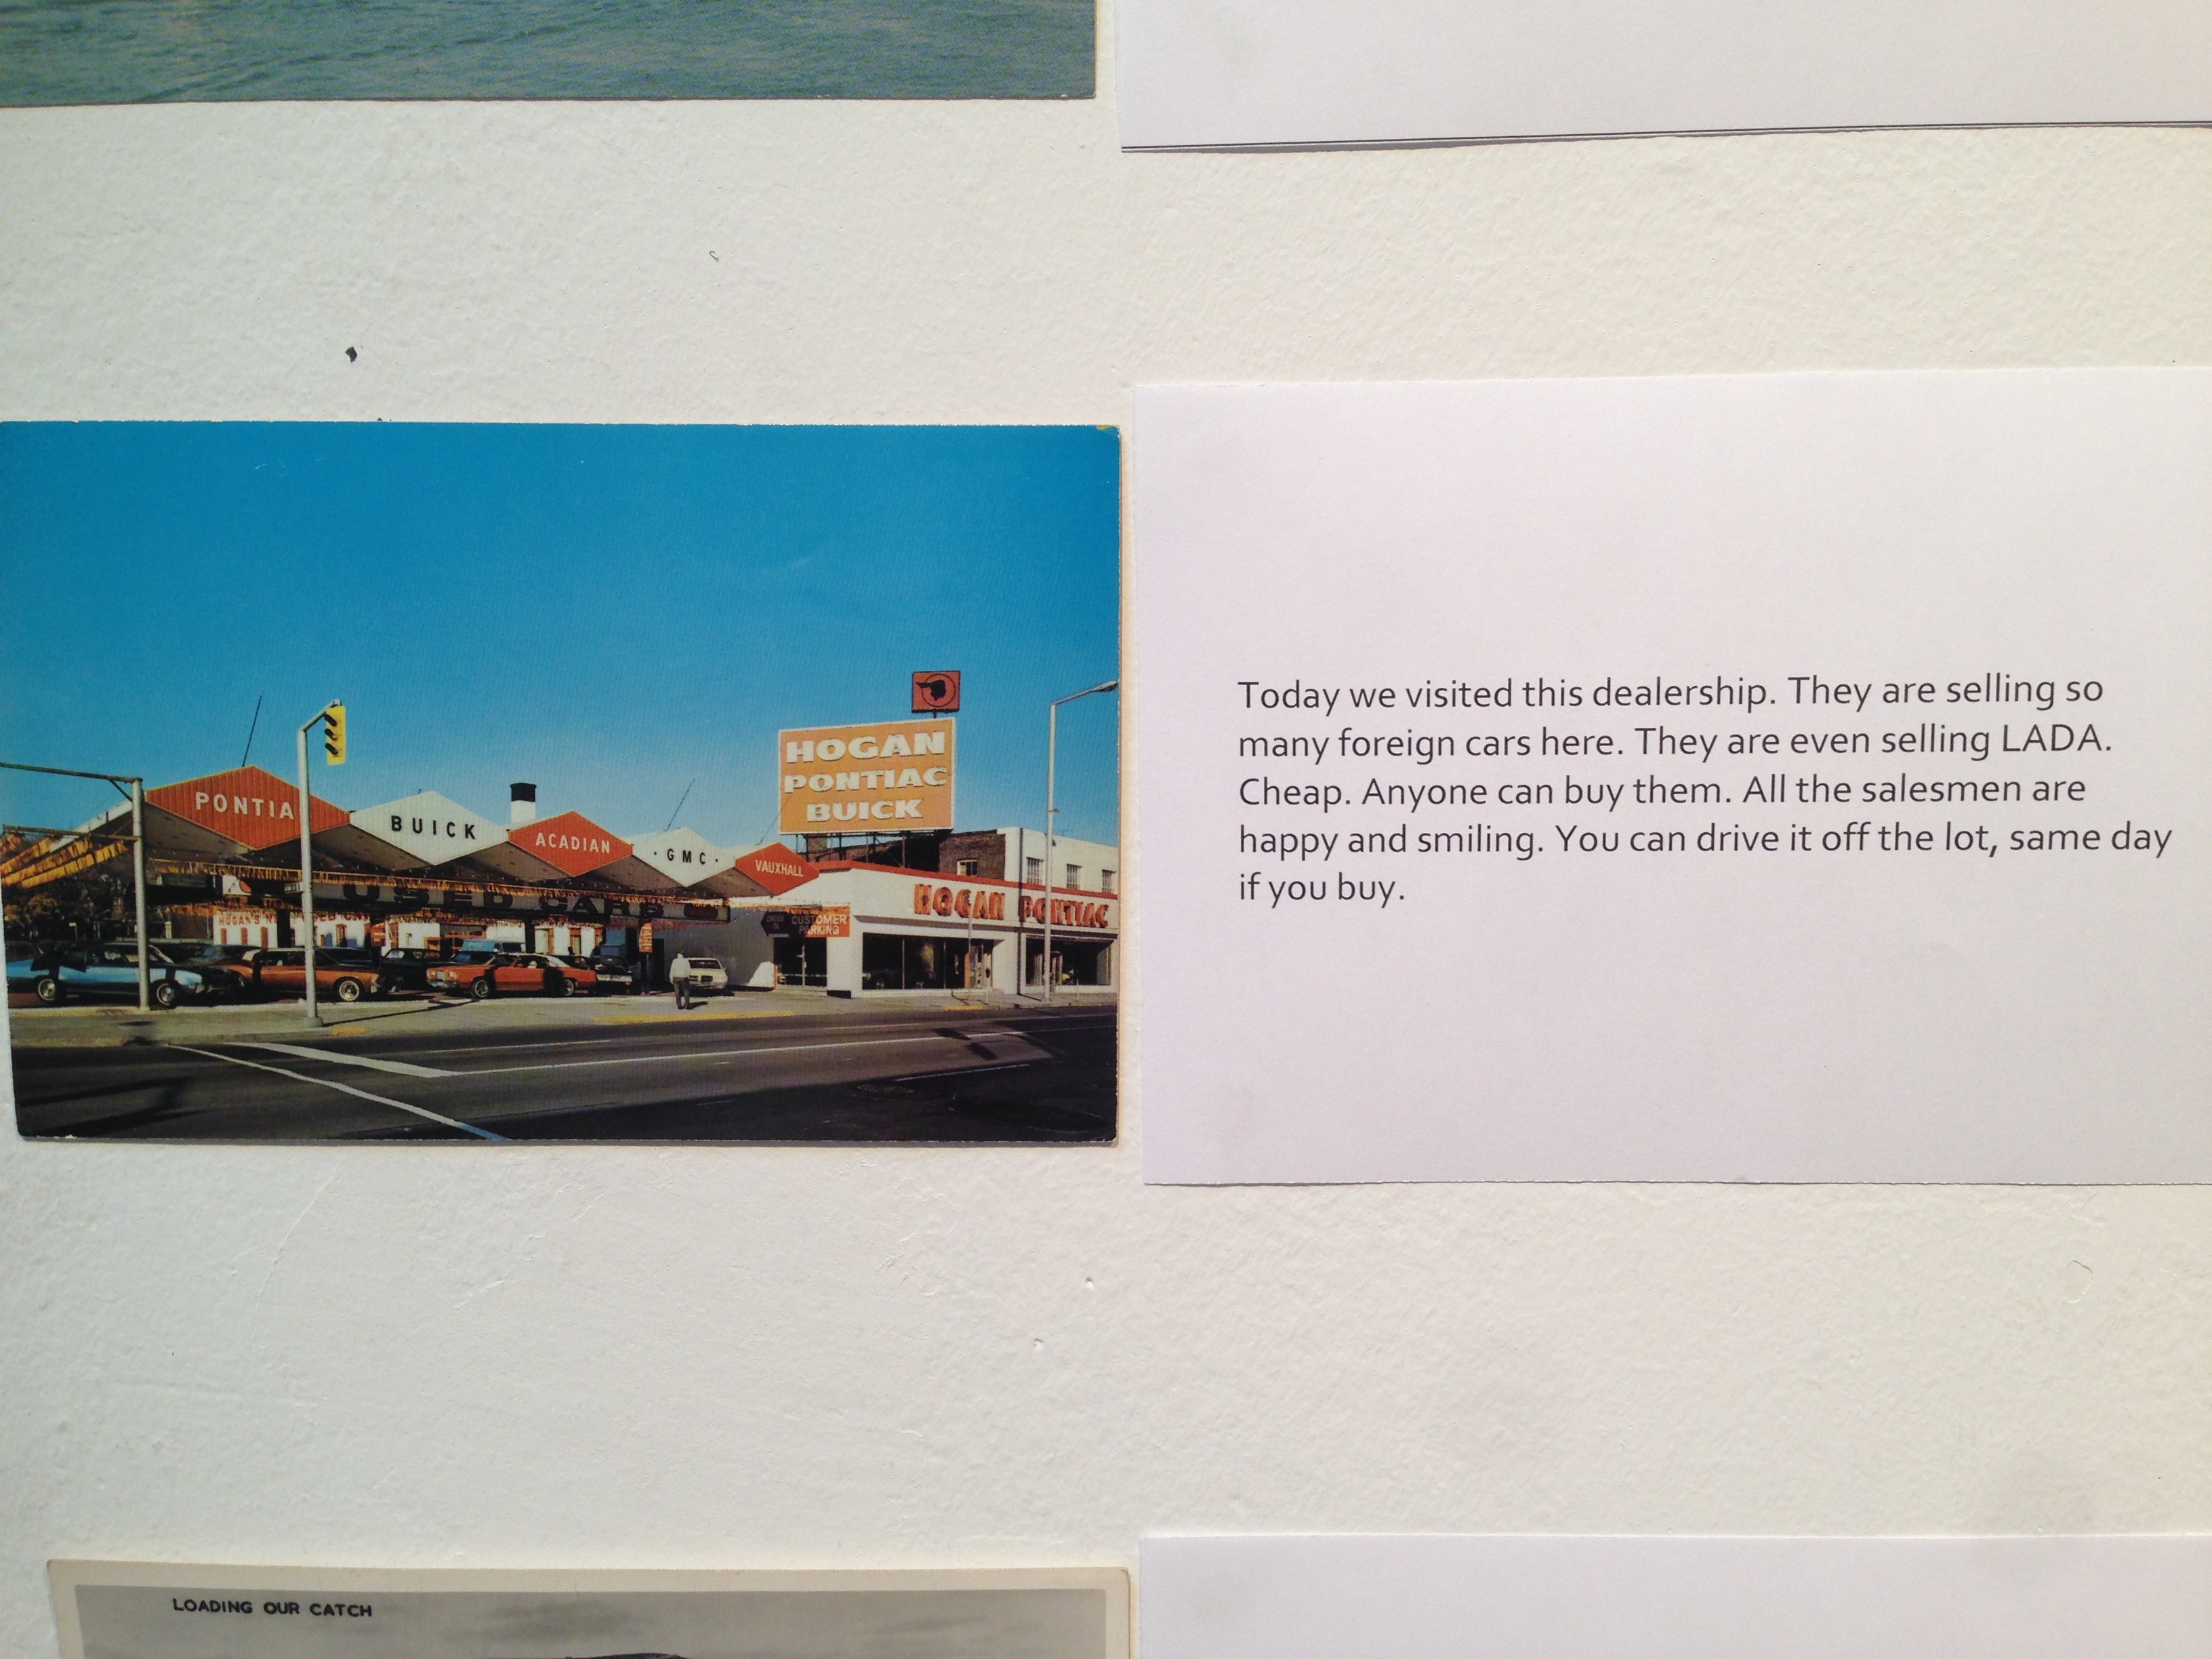 PONTIA
BUICK
ACADIAN
· GMC ·
VAUXHALL
HOGAN
PONTIAC
BUICK
USED CARS
HOGAN PONTIAC
CUSTOMER
PARKING
Today we visited this dealership. They are selling so
many foreign cars here. They are even selling LADA.
Cheap. Anyone can buy them. All the salesmen are
happy and smiling. You can drive it off the lot, same day
if you buy.
LOADING OUR CATCH